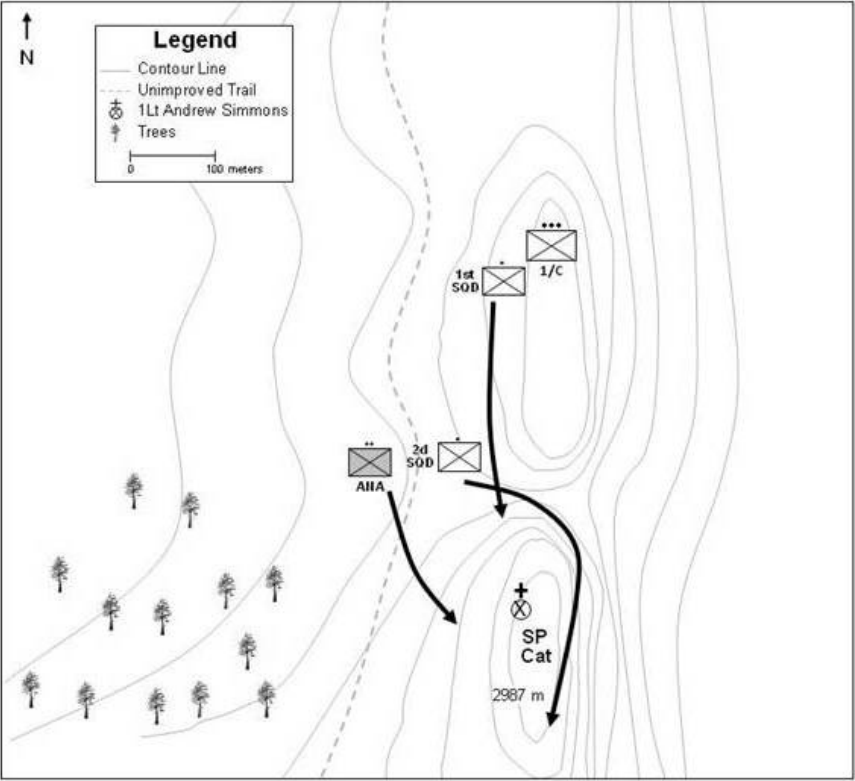 N
Legend
Contour Line
Unimproved Trail
1Lt Andrew Simmons
Trees
0 100 meters
1st
SQD
1/C
2d
SQD
ANA
SP
Cat
2987 m